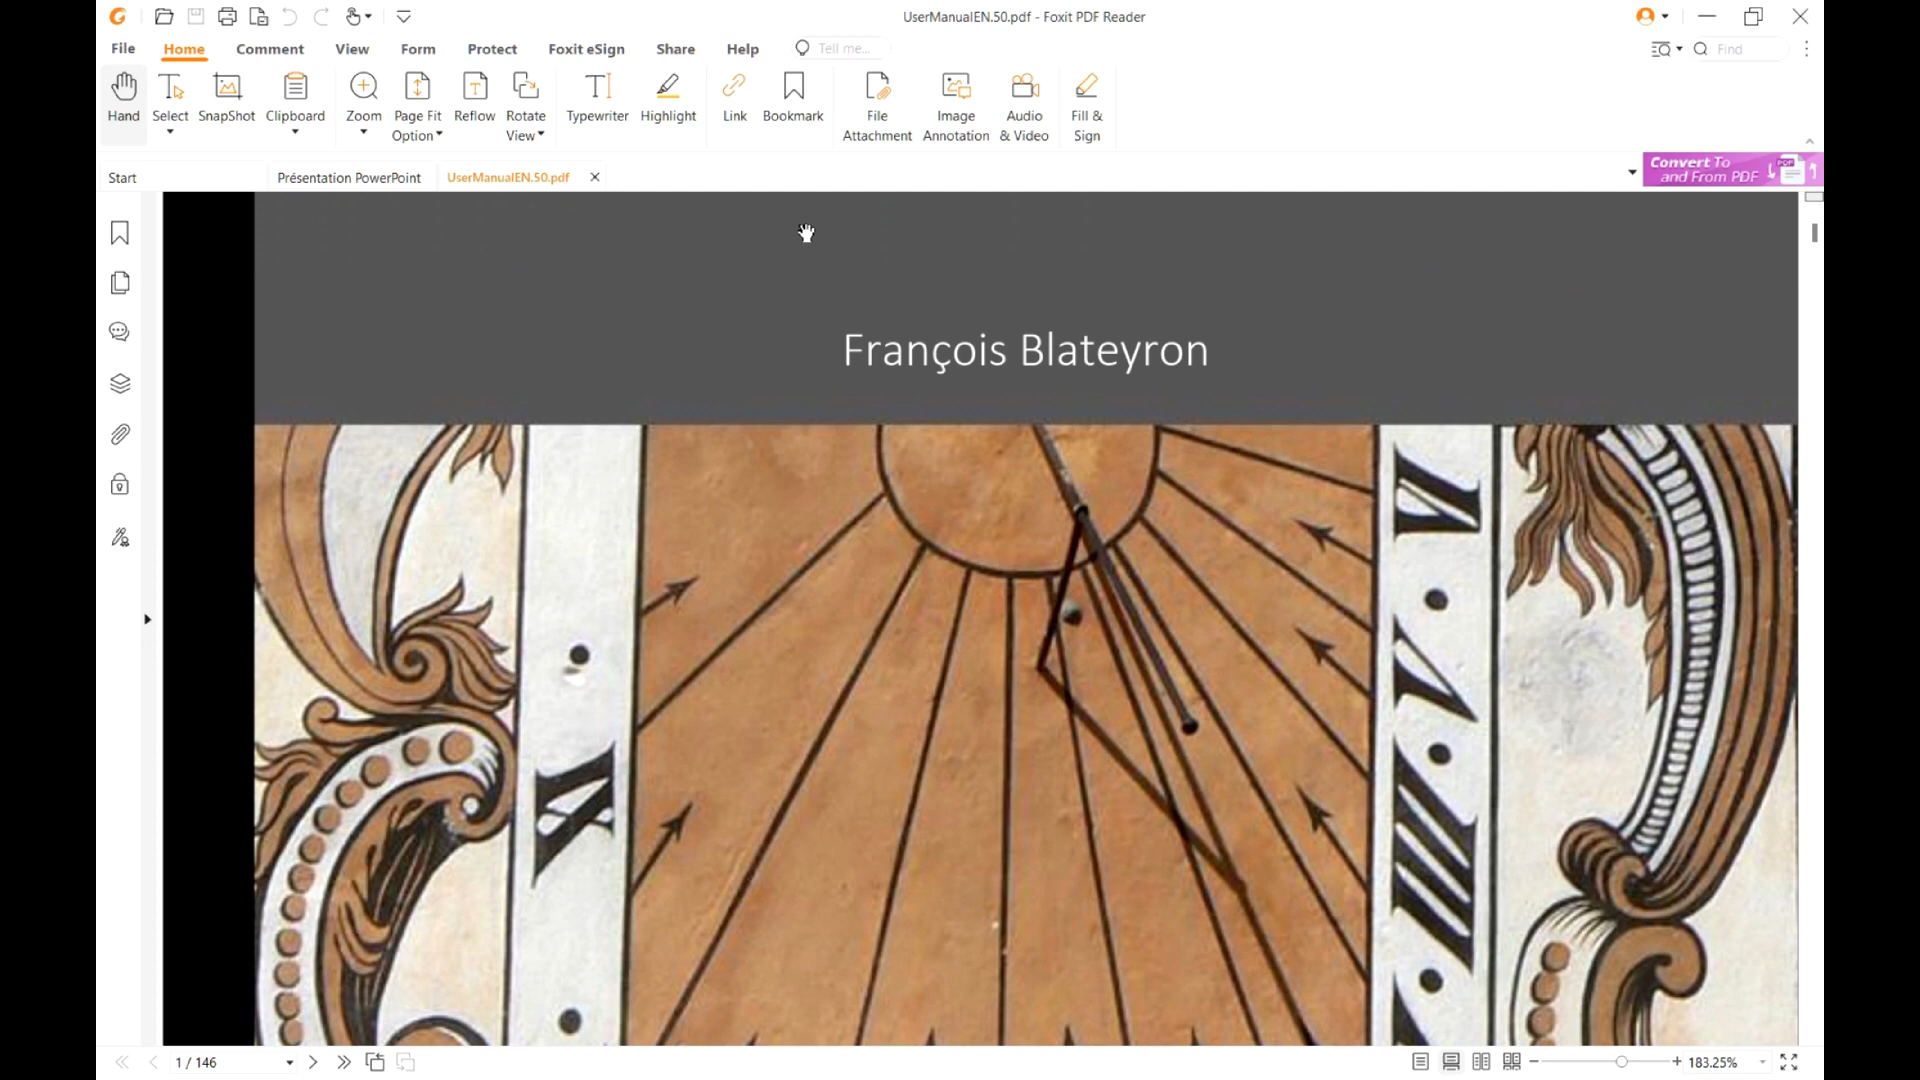 UserManualEN.50.pdf - Foxit PDF Reader
File Home Comment View Form Protect Foxit eSign Share Help Tell me... Find
Hand Select SnapShot Clipboard Zoom Page Fit Option Reflow Rotate View Typewriter Highlight Link Bookmark File Attachment Image Annotation Audio & Video Fill & Sign
Start Présentation PowerPoint UserManualEN.50.pdf
Convert To
and From PDF
PDF
François Blateyron
1 / 146
183.25%